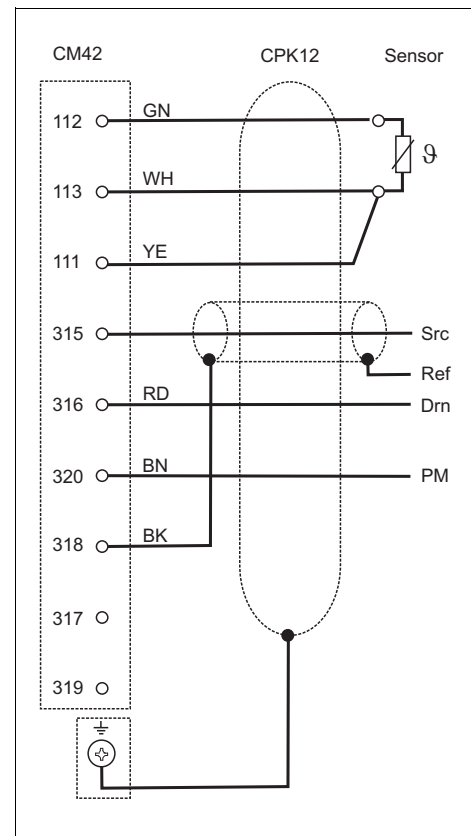 CM42 CPK12 Sensor
112 GN
ϑ
113 WH
111 YE
315 Src
Ref
316 RD Drn
320 BN PM
318 BK
317
319